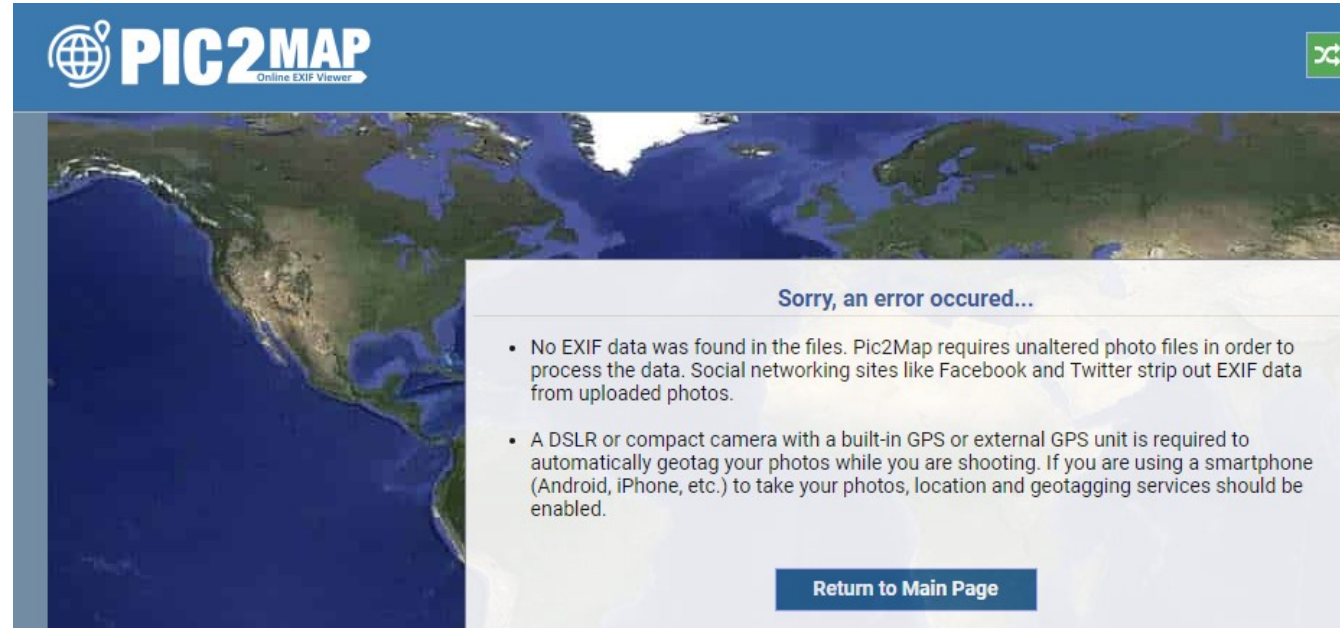 PIC2MAP
Online EXIF Viewer
Sorry, an error occured...
• No EXIF data was found in the files. Pic2Map requires unaltered photo files in order to
process the data. Social networking sites like Facebook and Twitter strip out EXIF data
from uploaded photos.
• A DSLR or compact camera with a built-in GPS or external GPS unit is required to
automatically geotag your photos while you are shooting. If you are using a smartphone
(Android, iPhone, etc.) to take your photos, location and geotagging services should be
enabled.
Return to Main Page